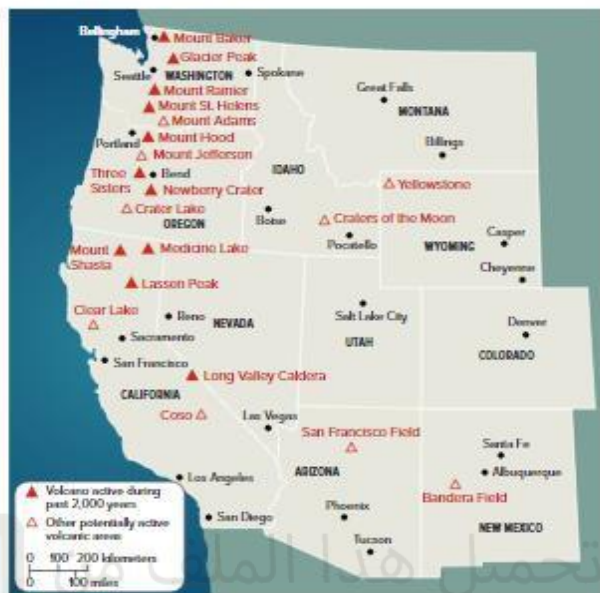 Bellingham
Mount Baker
Glacier Peak
Seattle
WASHINGTON
Spokane
Mount Rainier
Great Falls
Mount St. Helens
MONTANA
Mount Adams
Portland
Mount Hood
Billings
Mount Jefferson
IDAHO
Three
Sisters
Bend
Yellowstone
Newberry Crater
Crater Lake
Boise
Craters of the Moon
OREGON
Pocatello
WYOMING
Casper
Mount
Shasta
Medicine Lake
Cheyenne
Lassen Peak
Clear Lake
Reno
NEVADA
Salt Lake City
Denver
Sacramento
UTAH
COLORADO
San Francisco
Long Valley Caldera
CALIFORNIA
Coso
Las Vegas
San Francisco Field
Santa Fe
Los Angeles
ARIZONA
Albuquerque
Bandera Field
Volcano active during
past 2,000 years
Other potentially active
volcanic areas
San Diego
Phoenix
NEW MEXICO
Tucson
0 100 200 kilometers
0 100 miles
تحميل هذا الملف من